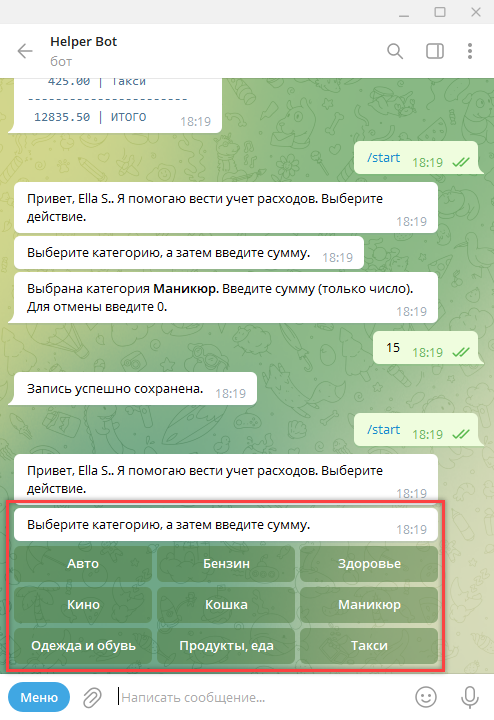 Helper Bot
бот
425.00 | Такси
-----------------------
12835.50 | ИТОГО
18:19
/start 18:19
Привет, Ella S.. Я помогаю вести учет расходов. Выберите
действие.
18:19
Выберите категорию, а затем введите сумму. 18:19
Выбрана категория Маникюр. Введите сумму (только число).
Для отмены введите 0.
18:19
15 18:19
Запись успешно сохранена. 18:19
/start 18:19
Привет, Ella S.. Я помогаю вести учет расходов. Выберите
действие.
18:19
Выберите категорию, а затем введите сумму.
18:19
Авто Бензин Здоровье
Кино Кошка Маникюр
Одежда и обувь Продукты, еда Такси
Меню Написать сообщение...